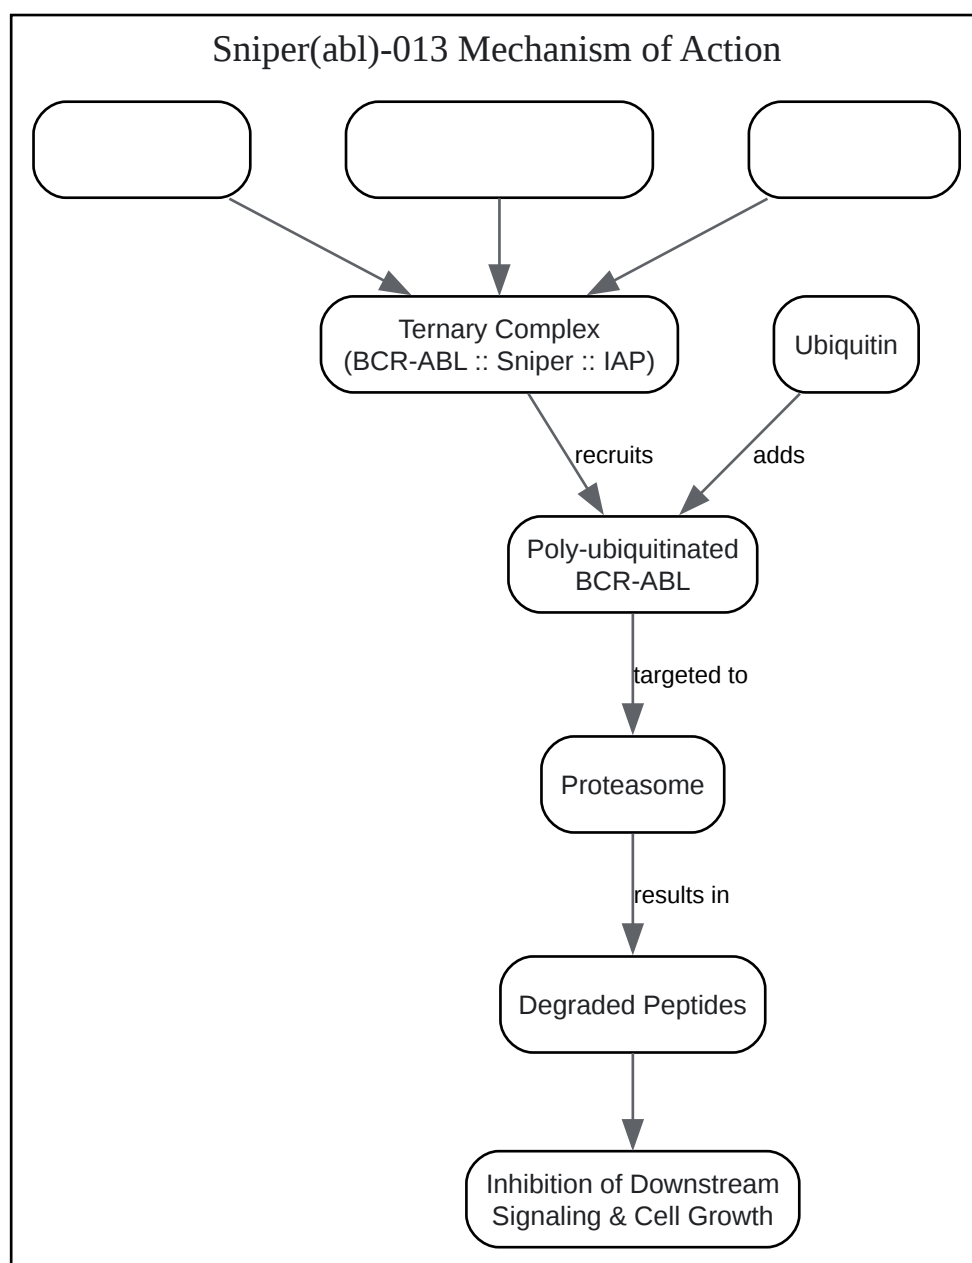 Sniper(abl)-013 Mechanism of Action
Ternary Complex
(BCR-ABL :: Sniper :: IAP)
Ubiquitin
recruits
adds
Poly-ubiquitinated
BCR-ABL
targeted to
Proteasome
results in
Degraded Peptides
Inhibition of Downstream
Signaling & Cell Growth